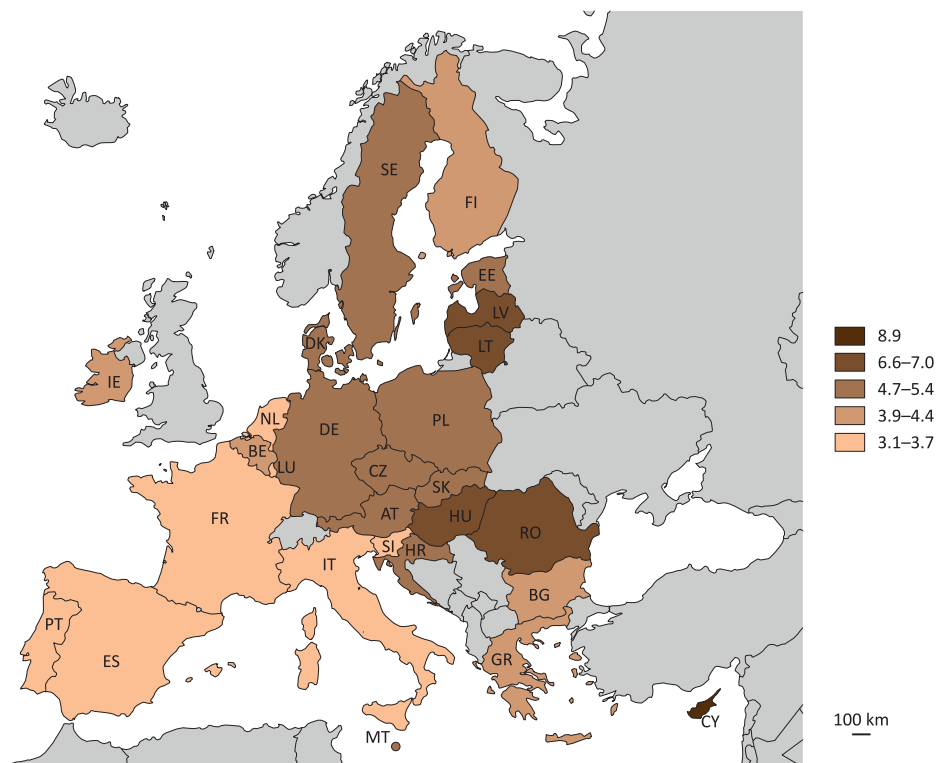 SE
FI
EE
LV
DK
LT
IE
NL
PL
DE
BE
LU
CZ
SK
AT
FR
HU
RO
SI
HR
IT
BG
PT
ES
GR
CY
MT
8.9
6.6–7.0
4.7–5.4
3.9–4.4
3.1–3.7
100 km